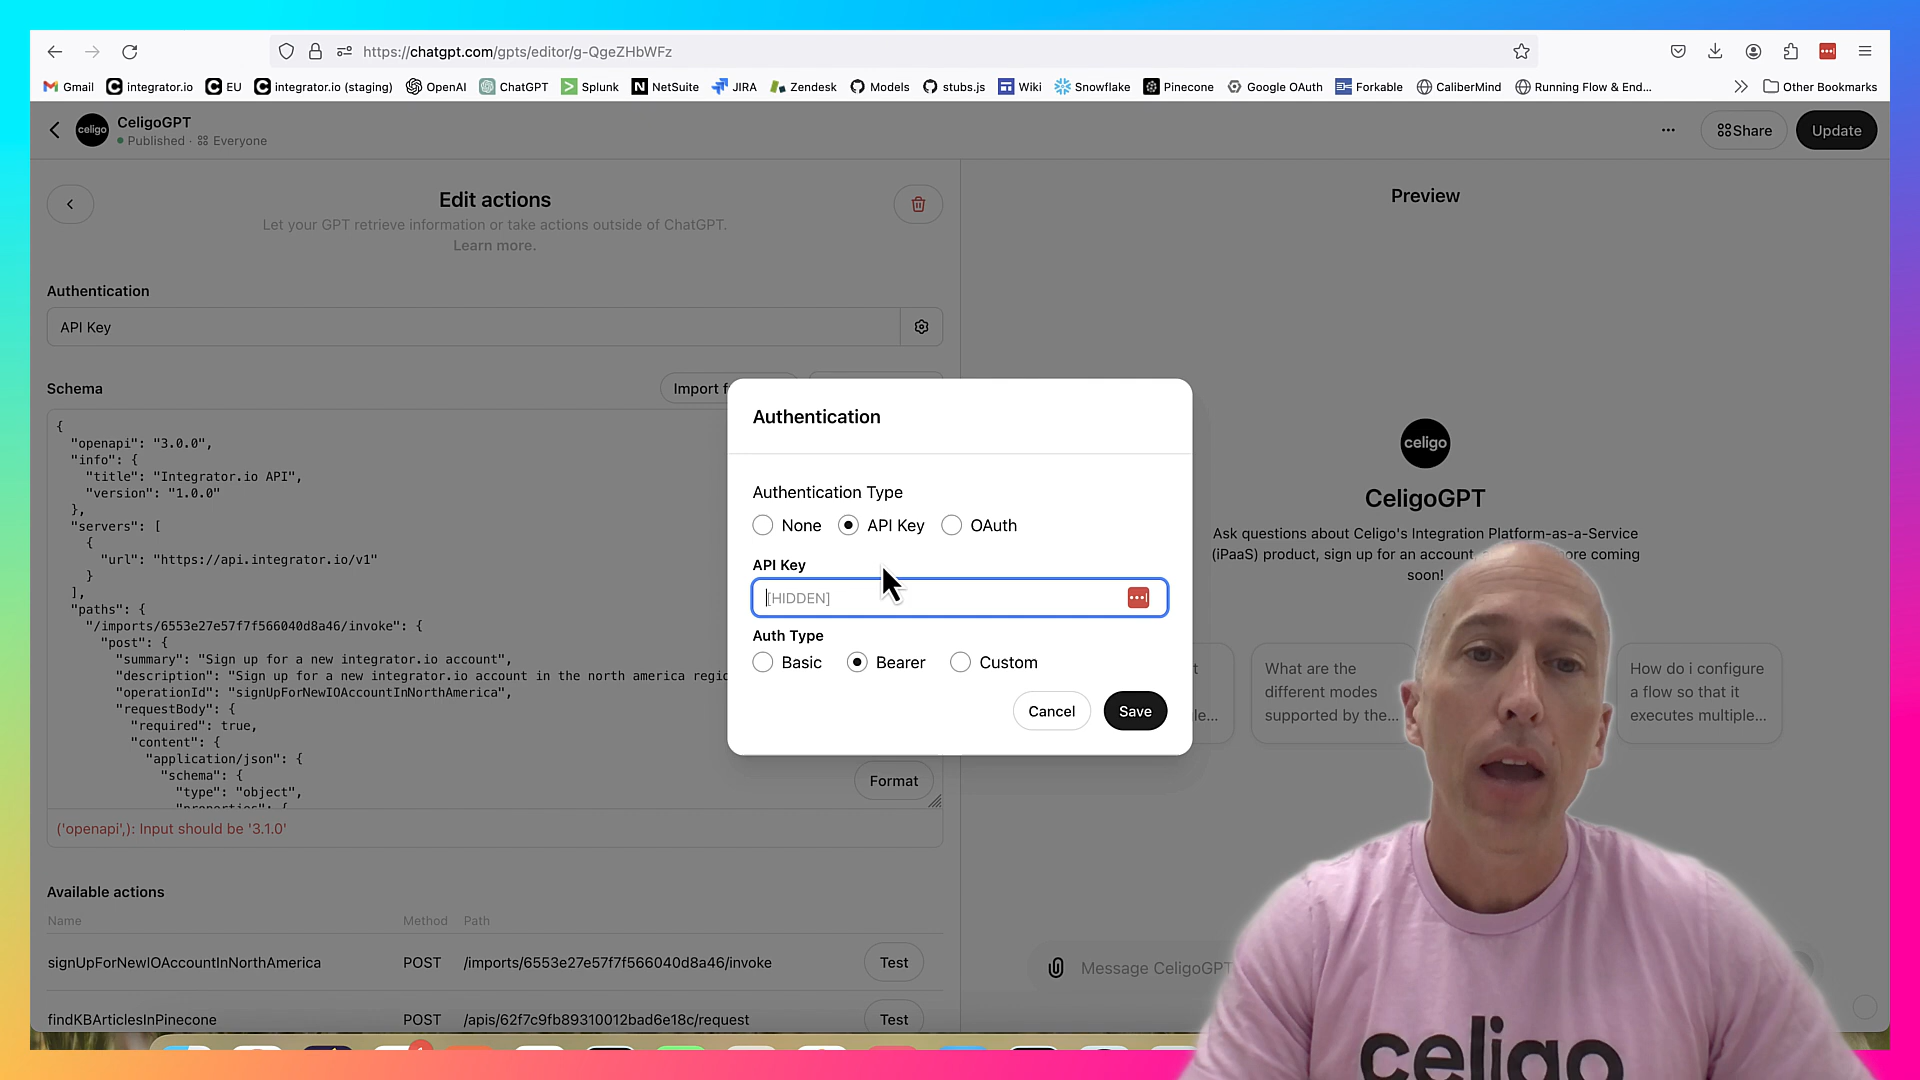 https://chatgpt.com/gpts/editor/g-QgeZHbWFz
Gmail
integrator.io
EU
integrator.io (staging)
OpenAI
ChatGPT
Splunk
NetSuite
JIRA
Zendesk
Models
stubs.js
Wiki
Snowflake
Pinecone
Google OAuth
Forkable
CaliberMind
Running Flow & End...
Other Bookmarks
celigo
CeligoGPT
Published · Everyone
Share
Update
Edit actions
Let your GPT retrieve information or take actions outside of ChatGPT.
Learn more.
Authentication
API Key
Schema
Import f
{
"openapi": "3.0.0",
"info": {
"title": "Integrator.io API",
"version": "1.0.0"
},
"servers": [
{
"url": "https://api.integrator.io/v1"
}
],
"paths": {
"/imports/6553e27e57f7f566040d8a46/invoke": {
"post": {
"summary": "Sign up for a new integrator.io account",
"description": "Sign up for a new integrator.io account in the north america regio
"operationId": "signUpForNewIOAccountInNorthAmerica",
"requestBody": {
"required": true,
"content": {
"application/json": {
"schema": {
"type": "object",
"properties": {
Format
('openapi',): Input should be '3.1.0'
Available actions
Name Method Path
signUpForNewIOAccountInNorthAmerica POST /imports/6553e27e57f7f566040d8a46/invoke Test
findKBArticlesInPinecone POST /apis/62f7c9fb89310012bad6e18c/request Test
Authentication
Authentication Type
None API Key OAuth
API Key
[HIDDEN]
Auth Type
Basic Bearer Custom
Cancel Save
Preview
celigo
CeligoGPT
Ask questions about Celigo's Integration Platform-as-a-Service
(iPaaS) product, sign up for an account, ore coming
soon!
What are the
different modes
supported by the...
How do i configure
a flow so that it
executes multiple...
Message CeligoGPT
celigo